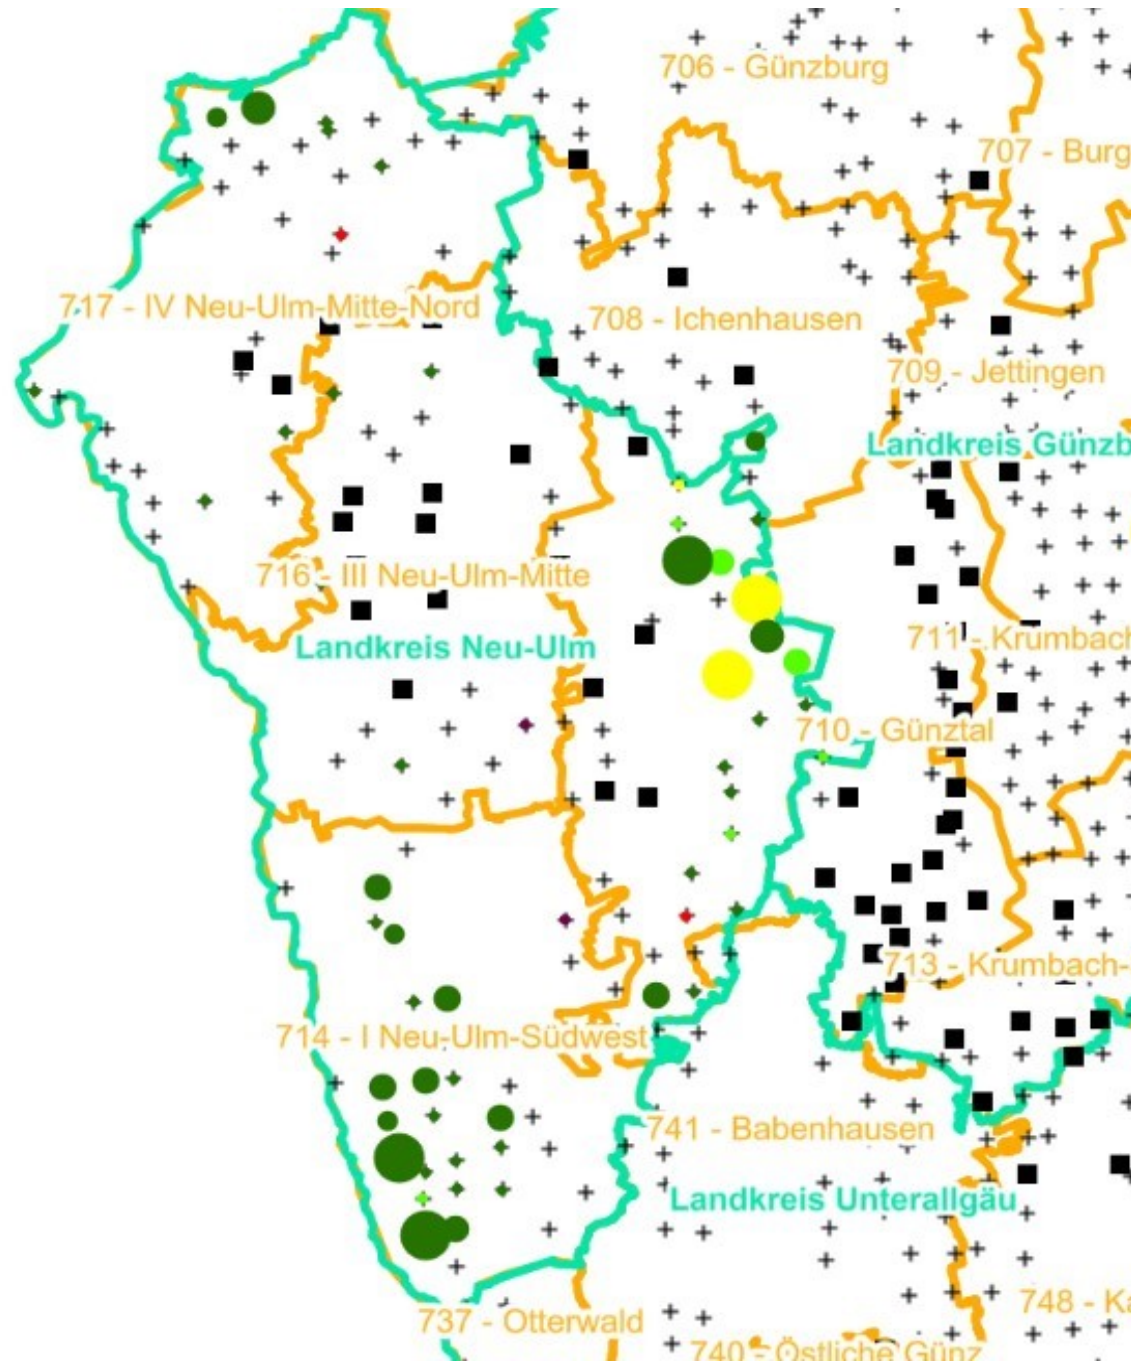 706 - Günzburg
707 - Burg
717 - IV Neu-Ulm-Mitte-Nord
708 - Ichenhausen
709 - Jettingen
Landkreis Günzb
716 - III Neu-Ulm-Mitte
711 - Krumbach
Landkreis Neu-Ulm
710 - Günztal
713 - Krumbach-
714 - I Neu-Ulm-Südwest
741 - Babenhausen
Landkreis Unterallgäu
748 - Ka
737 - Otterwald
740 - Östliche Günz